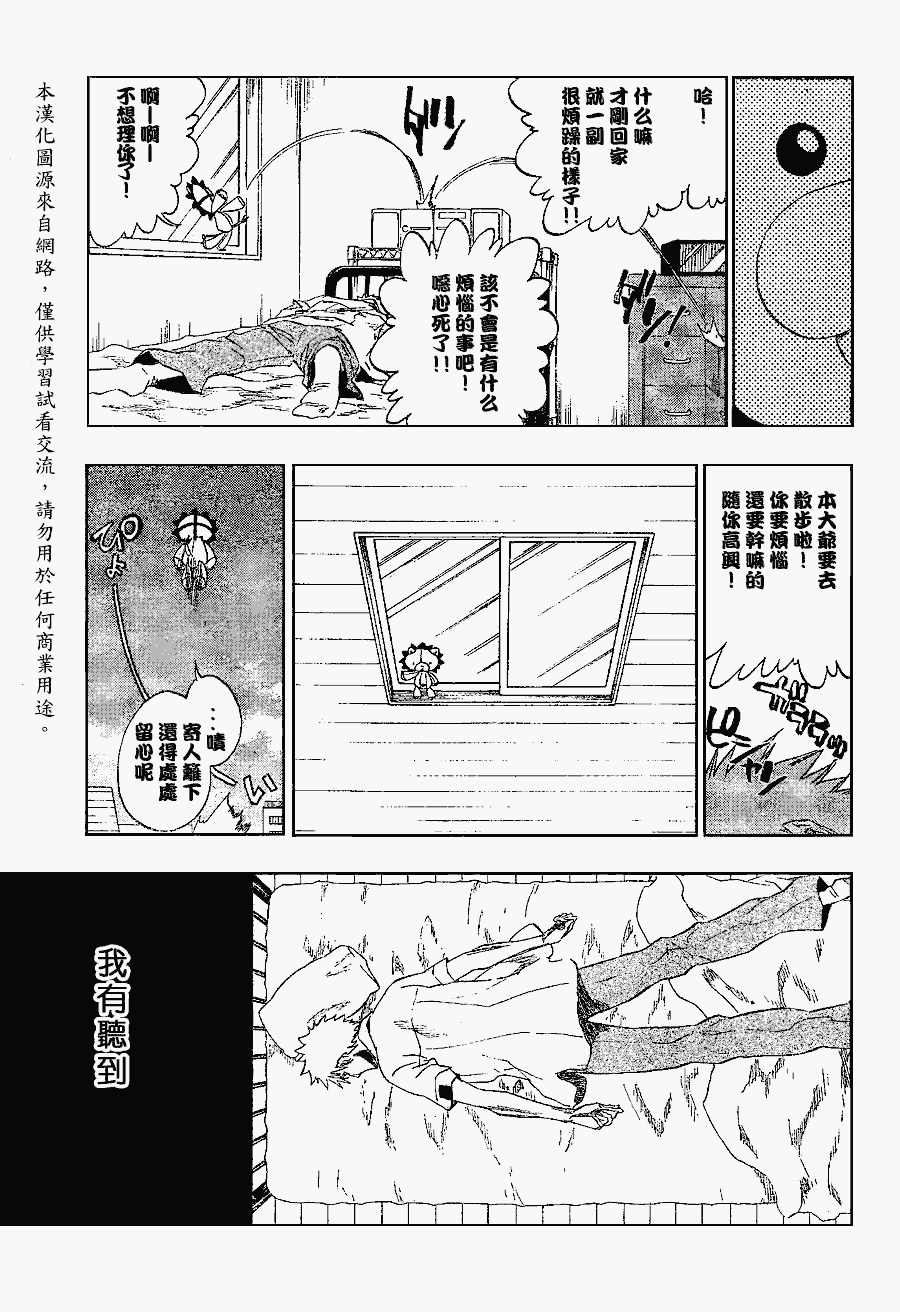 哈！
什么嘛
才剛回家
就一副
很煩躁的樣子!!
該不會是有什么
煩惱的事吧！
噁心死了!!
啊—啊—
不想理你了！
本大爺要去
散步啦！
你要煩惱
還要幹嘛的
隨你高興！
ぴょ
…嘖
寄人籬下
還得處處
留心呢
我有聽到
本漢化圖源來自網路，僅供學習試看交流，請勿用於任何商業用途。